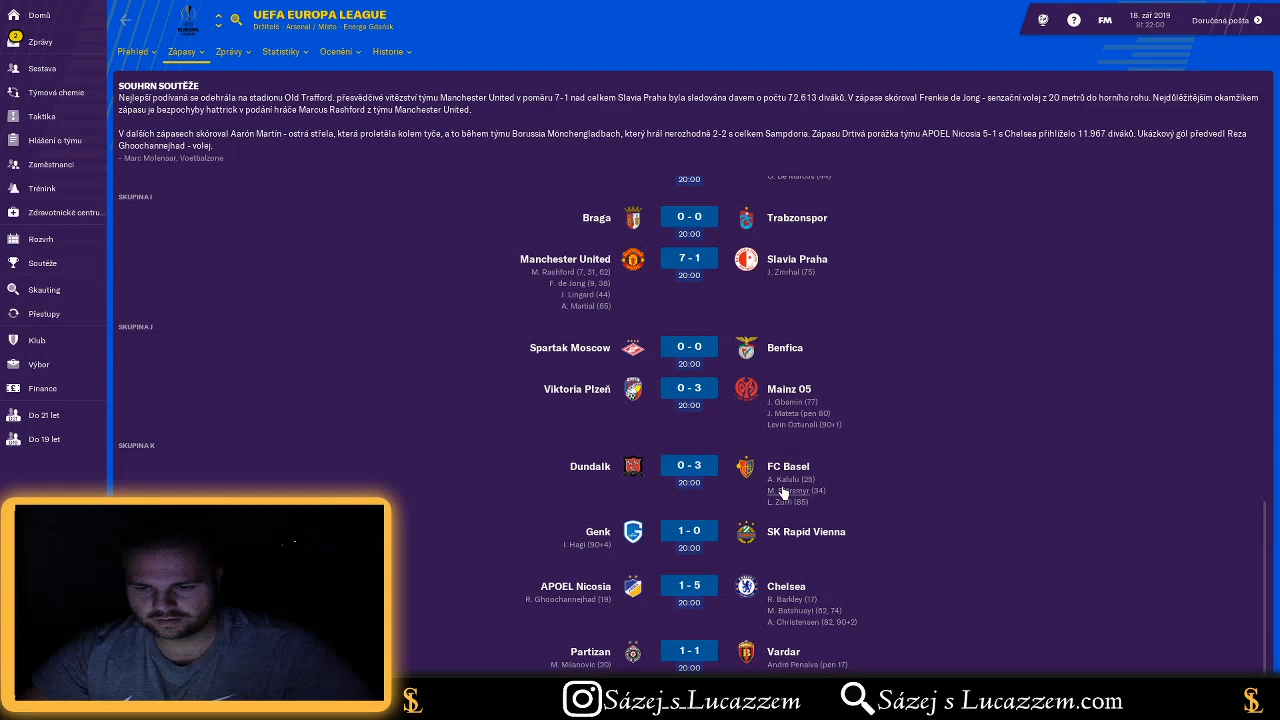 UEFA EUROPA LEAGUE
Držitelé - Arsenal / Místo - Energa Gdańsk
FM
18. zář 2019
St 22:00
Doručená pošta
Přehled
Zápasy
Zprávy
Statistiky
Ocenění
Historie
Domů
2
Zprávy
Sestava
Týmová chemie
Taktika
Hlášení o týmu
Zaměstnanci
Trénink
Zdravotnické centru...
Rozvrh
Soutěže
Skauting
Přestupy
Klub
Výbor
Finance
Do 21 let
Do 19 let
SOUHRN SOUTĚŽE
Nejlepší podívaná se odehrála na stadionu Old Trafford, přesvědčivé vítězství týmu Manchester United v poměru 7-1 nad celkem Slavia Praha byla sledována davem o počtu 72.613 diváků. V zápase skóroval Frenkie de Jong - senzační volej z 20 metrů do horního rohu. Nejdůležitějším okamžikem
zápasu je bezpochyby hattrick v podání hráče Marcus Rashford z týmu Manchester United.
V dalších zápasech skóroval Aarón Martín - ostrá střela, která proletěla kolem tyče, a to během týmu Borussia Mönchengladbach, který hrál nerozhodně 2-2 s celkem Sampdoria. Zápasu Drtivá porážka týmu APOEL Nicosia 5-1 s Chelsea přihlíželo 11.967 diváků. Ukázkový gól předvedl Reza
Ghoochannejhad - volej.
- Marc Molenaar, Voetbalzone
20:00
O. De Marcos (44)
SKUPINA I
Braga 0 - 0 Trabzonspor
20:00
Manchester United 7 - 1 Slavia Praha
M. Rashford (7, 31, 62) 20:00 J. Zmrhal (75)
F. de Jong (9, 38)
J. Lingard (44)
A. Martial (65)
SKUPINA J
Spartak Moscow 0 - 0 Benfica
20:00
Viktoria Plzeň 0 - 3 Mainz 05
20:00 J. Gbamin (77)
J. Mateta (pen 80)
Levin Öztunali (90+1)
SKUPINA K
Dundalk 0 - 3 FC Basel
20:00 A. Kalulu (25)
(34)
L. Zuffi (85)
Genk 1 - 0 SK Rapid Vienna
I. Hagi (90+4) 20:00
APOEL Nicosia 1 - 5 Chelsea
R. Ghoochannejhad (19) 20:00 R. Barkley (17)
M. Batshuayi (62, 74)
A. Christensen (82, 90+2)
Partizan 1 - 1 Vardar
M. Milanovic (20) 20:00 André Penalva (pen 17)
Sázej_s_Lucazzem
Sázej s Lucazzem.com